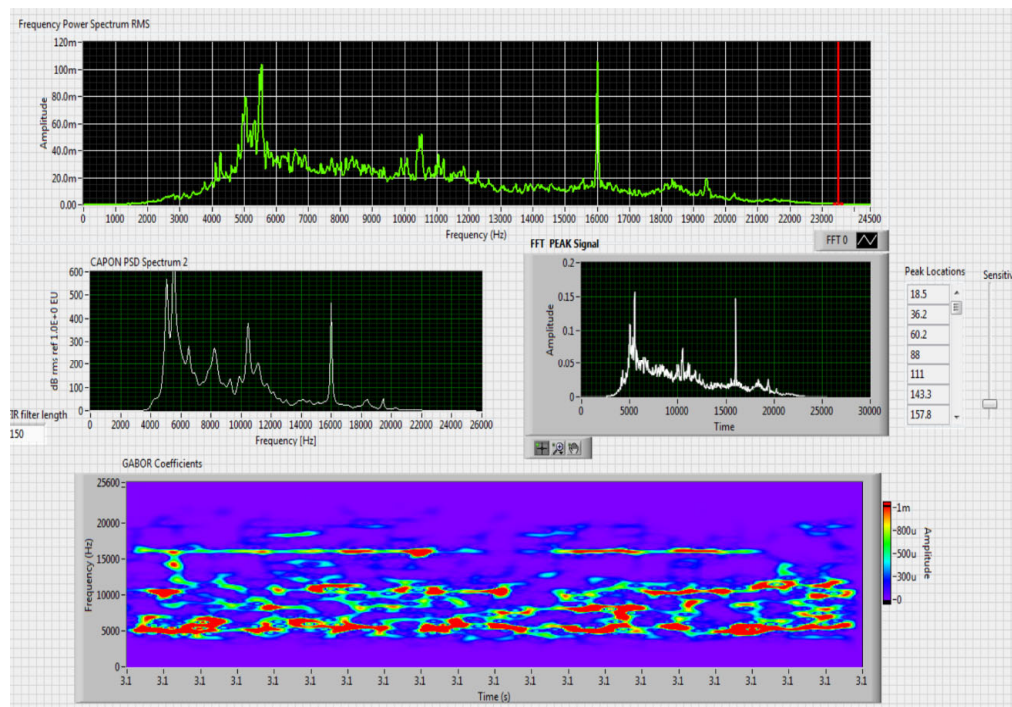 Frequency Power Spectrum RMS
120m
100m
80.0m
60.0m
40.0m
20.0m
0.00
Amplitude
0 1000 2000 3000 4000 5000 6000 7000 8000 9000 10000 11000 12000 13000 14000 15000 16000 17000 18000 19000 20000 21000 22000 24500
Frequency (Hz)
FFT 0
CAPON PSD Spectrum 2
600
500
400
300
200
100
0
dB rms ref 1.0E+0 EU
0 2000 4000 6000 8000 10000 12000 14000 16000 18000 20000 22000 24000 26000
Frequency [Hz]
IR filter length
150
FFT PEAK Signal
0.2
0.15
0.1
0.05
0
Amplitude
0 5000 10000 15000 20000 25000 30000
Time
Peak Locations
18.5
36.2
60.2
88
111
143.3
157.8
Sensitiv
GABOR Coefficients
25600
20000
15000
10000
5000
0
Frequency (Hz)
3.1 3.1 3.1 3.1 3.1 3.1 3.1 3.1 3.1 3.1 3.1 3.1 3.1 3.1 3.1 3.1 3.1 3.1 3.1 3.1 3.1
Time (s)
1m
800u
500u
300u
0
Amplitude